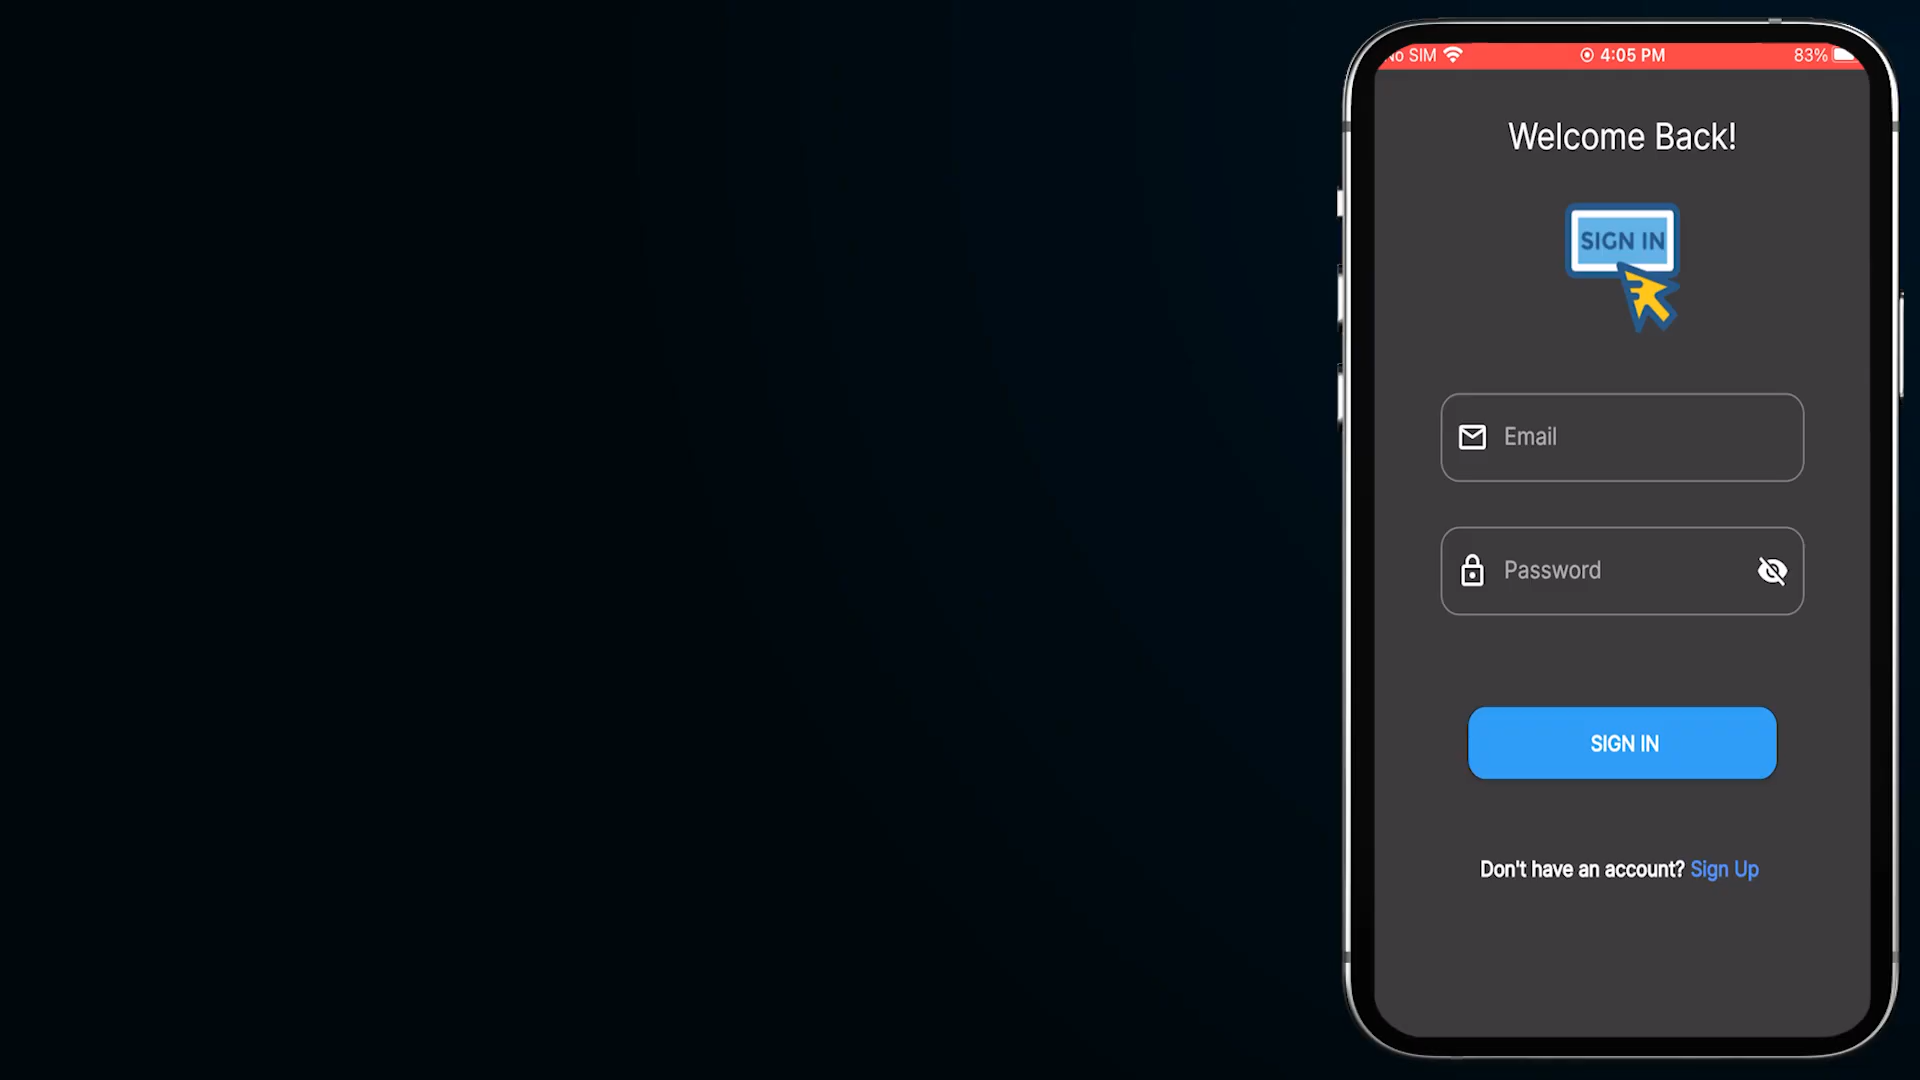 No SIM 4:05 PM 83%
Welcome Back!
SIGN IN
Email
Password
SIGN IN
Don't have an account? Sign Up